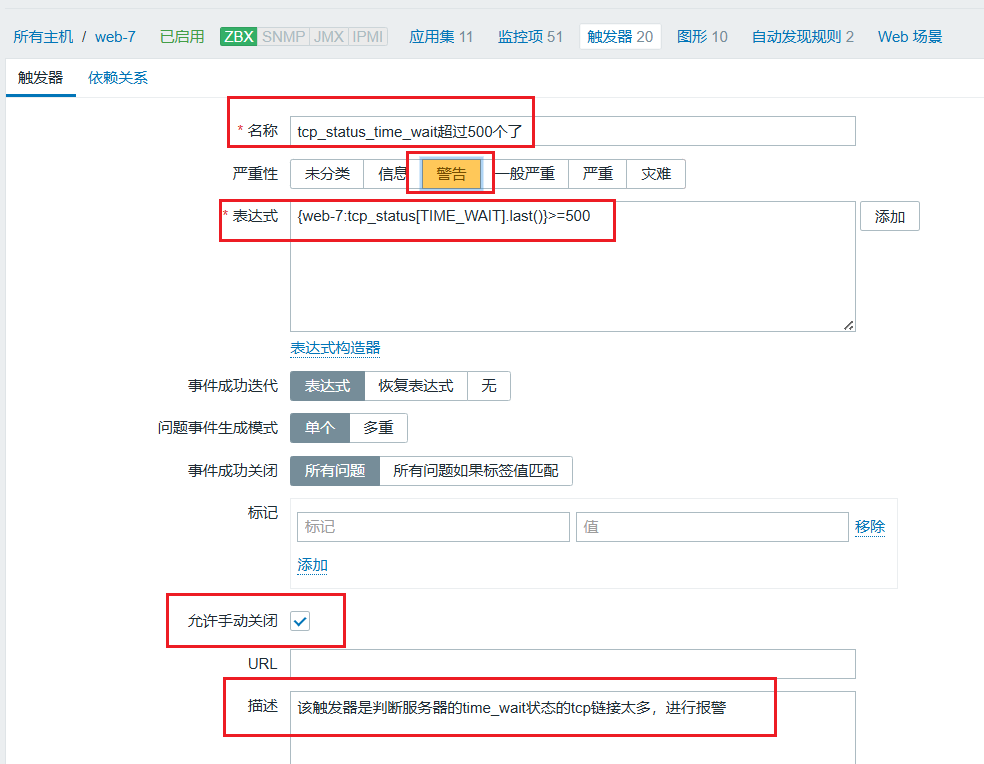 所有主机 / web-7 已启用 ZBX SNMP JMX IPMI 应用集 11 监控项 51 触发器 20 图形 10 自动发现规则 2 Web 场景
触发器 依赖关系
* 名称 tcp_status_time_wait超过500个了
严重性 未分类 信息 警告 一般严重 严重 灾难
* 表达式 {web-7:tcp_status[TIME_WAIT].last()}>=500 添加
表达式构造器
事件成功迭代 表达式 恢复表达式 无
问题事件生成模式 单个 多重
事件成功关闭 所有问题 所有问题如果标签值匹配
标记 标记 值 移除
添加
允许手动关闭
URL
描述 该触发器是判断服务器的time_wait状态的tcp链接太多，进行报警